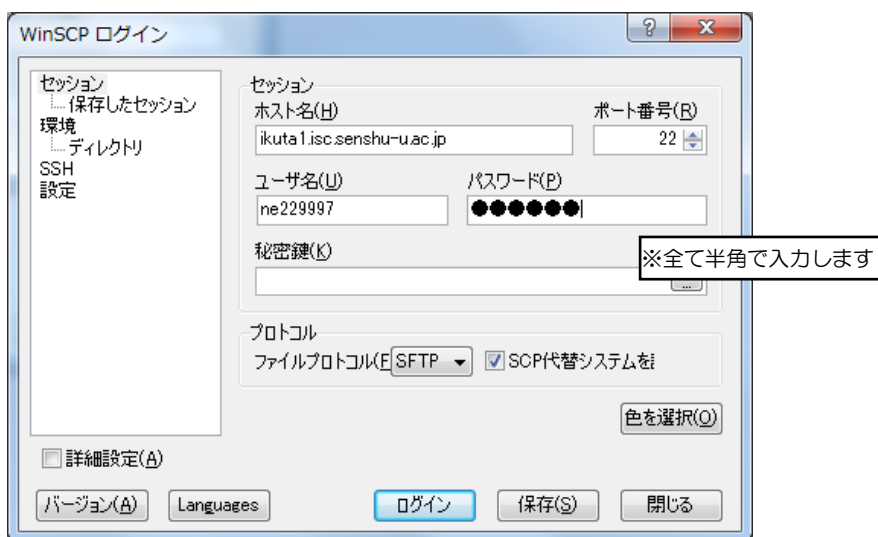 WinSCP ログイン
セッション
保存したセッション
環境
ディレクトリ
SSH
設定
セッション
ホスト名(H)
ポート番号(R)
ikuta1.isc.senshu-u.ac.jp
22
ユーザ名(U)
パスワード(P)
ne229997
●●●●●●
秘密鍵(K)
※全て半角で入力します
...
プロトコル
ファイルプロトコル(F
SFTP
SCP代替システムを
色を選択(O)
詳細設定(A)
バージョン(A)
Languages
ログイン
保存(S)
閉じる